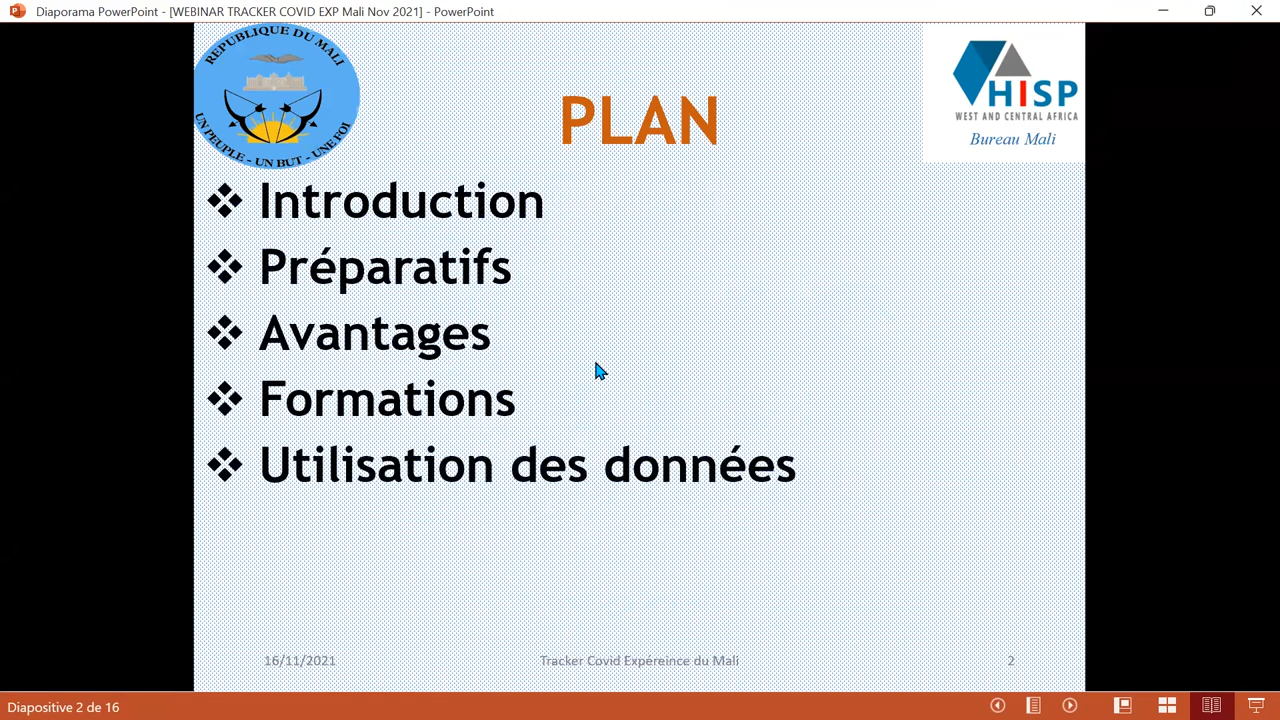 Diaporama PowerPoint - [WEBINAR TRACKER COVID EXP Mali Nov 2021] - PowerPoint
REPUBLIQUE DU MALI
UN PEUPLE - UN BUT - UNE FOI
HISP
WEST AND CENTRAL AFRICA
Bureau Mali
PLAN
Introduction
Préparatifs
Avantages
Formations
Utilisation des données
16/11/2021
Tracker Covid Expéreince du Mali
2
Diapositive 2 de 16